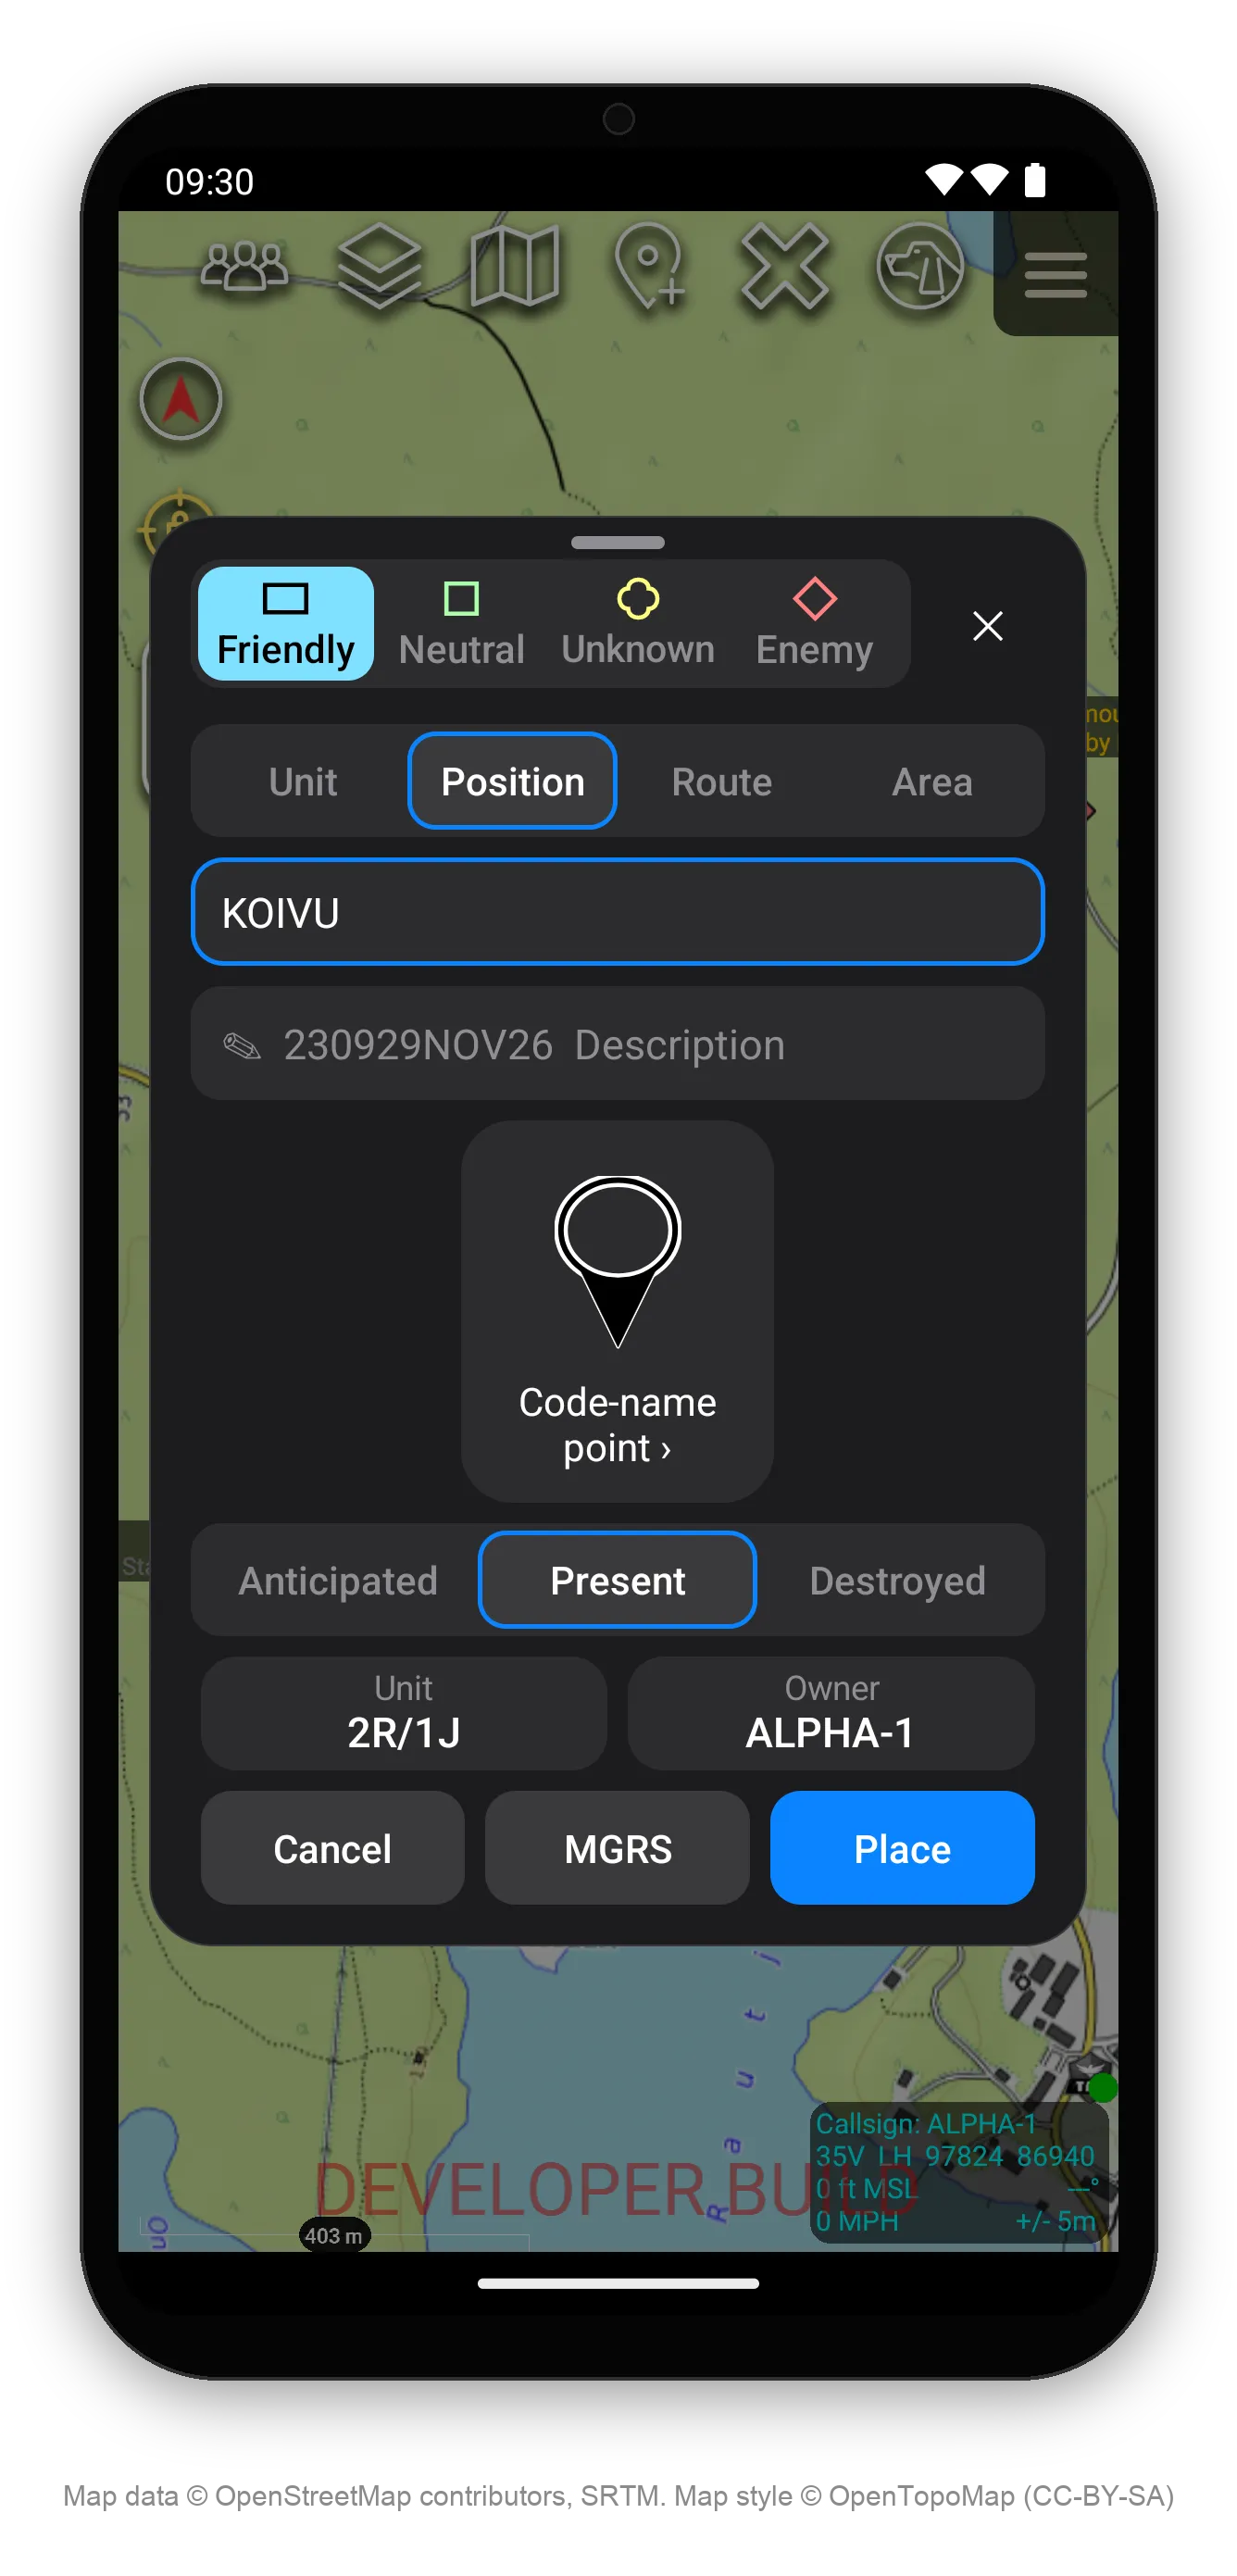 09:30
Friendly
Neutral
Unknown
Enemy
Unit
Position
Route
Area
KOIVU
230929NOV26 Description
by
53
Code-name
point ›
Anticipated
Present
Destroyed
Unit
2R/1J
Owner
ALPHA-1
Cancel
MGRS
Place
R a u t j
Callsign: ALPHA-1
35V LH 97824 86940
0 ft MSL —°
0 MPH +/- 5m
DEVELOPER BUILD
403 m
Map data © OpenStreetMap contributors, SRTM. Map style © OpenTopoMap (CC-BY-SA)